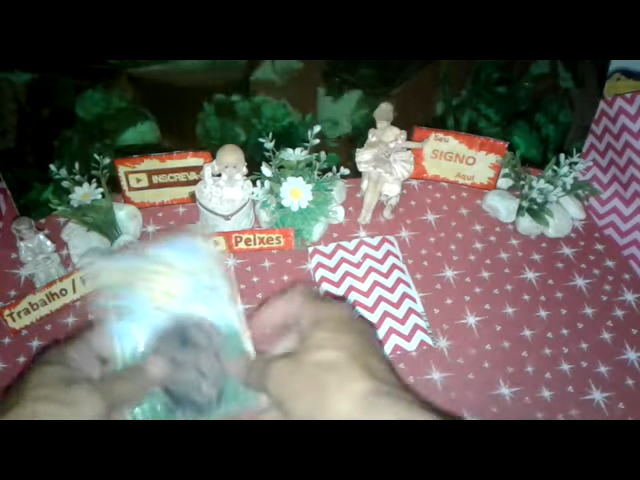 INSCREVA
Seu
SIGNO
Aqui
Peixes
Trabalho /